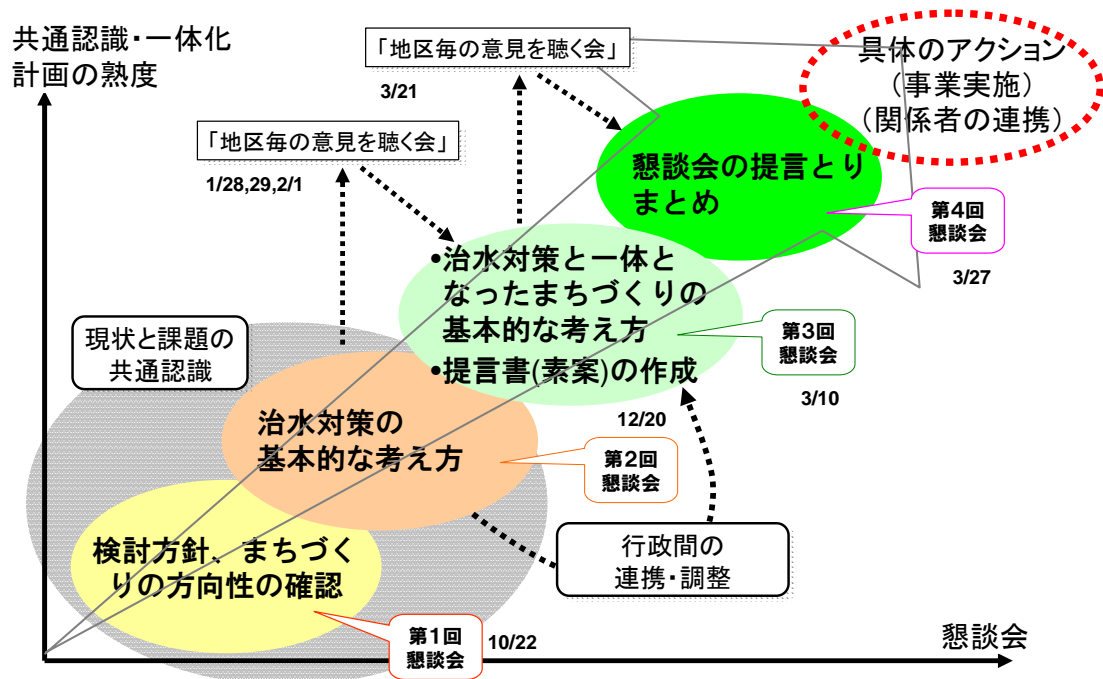 共通認識・一体化
計画の熟度
「地区毎の意見を聴く会」
3/21
具体のアクション
(事業実施)
(関係者の連携)
「地区毎の意見を聴く会」
1/28,29,2/1
懇談会の提言とり
まとめ
第4回
懇談会
3/27
•治水対策と一体と
なったまちづくりの
基本的な考え方
•提言書(素案)の作成
第3回
懇談会
3/10
現状と課題の
共通認識
12/20
治水対策の
基本的な考え方
第2回
懇談会
行政間の
連携・調整
検討方針、まちづく
りの方向性の確認
第1回
懇談会
10/22
懇談会